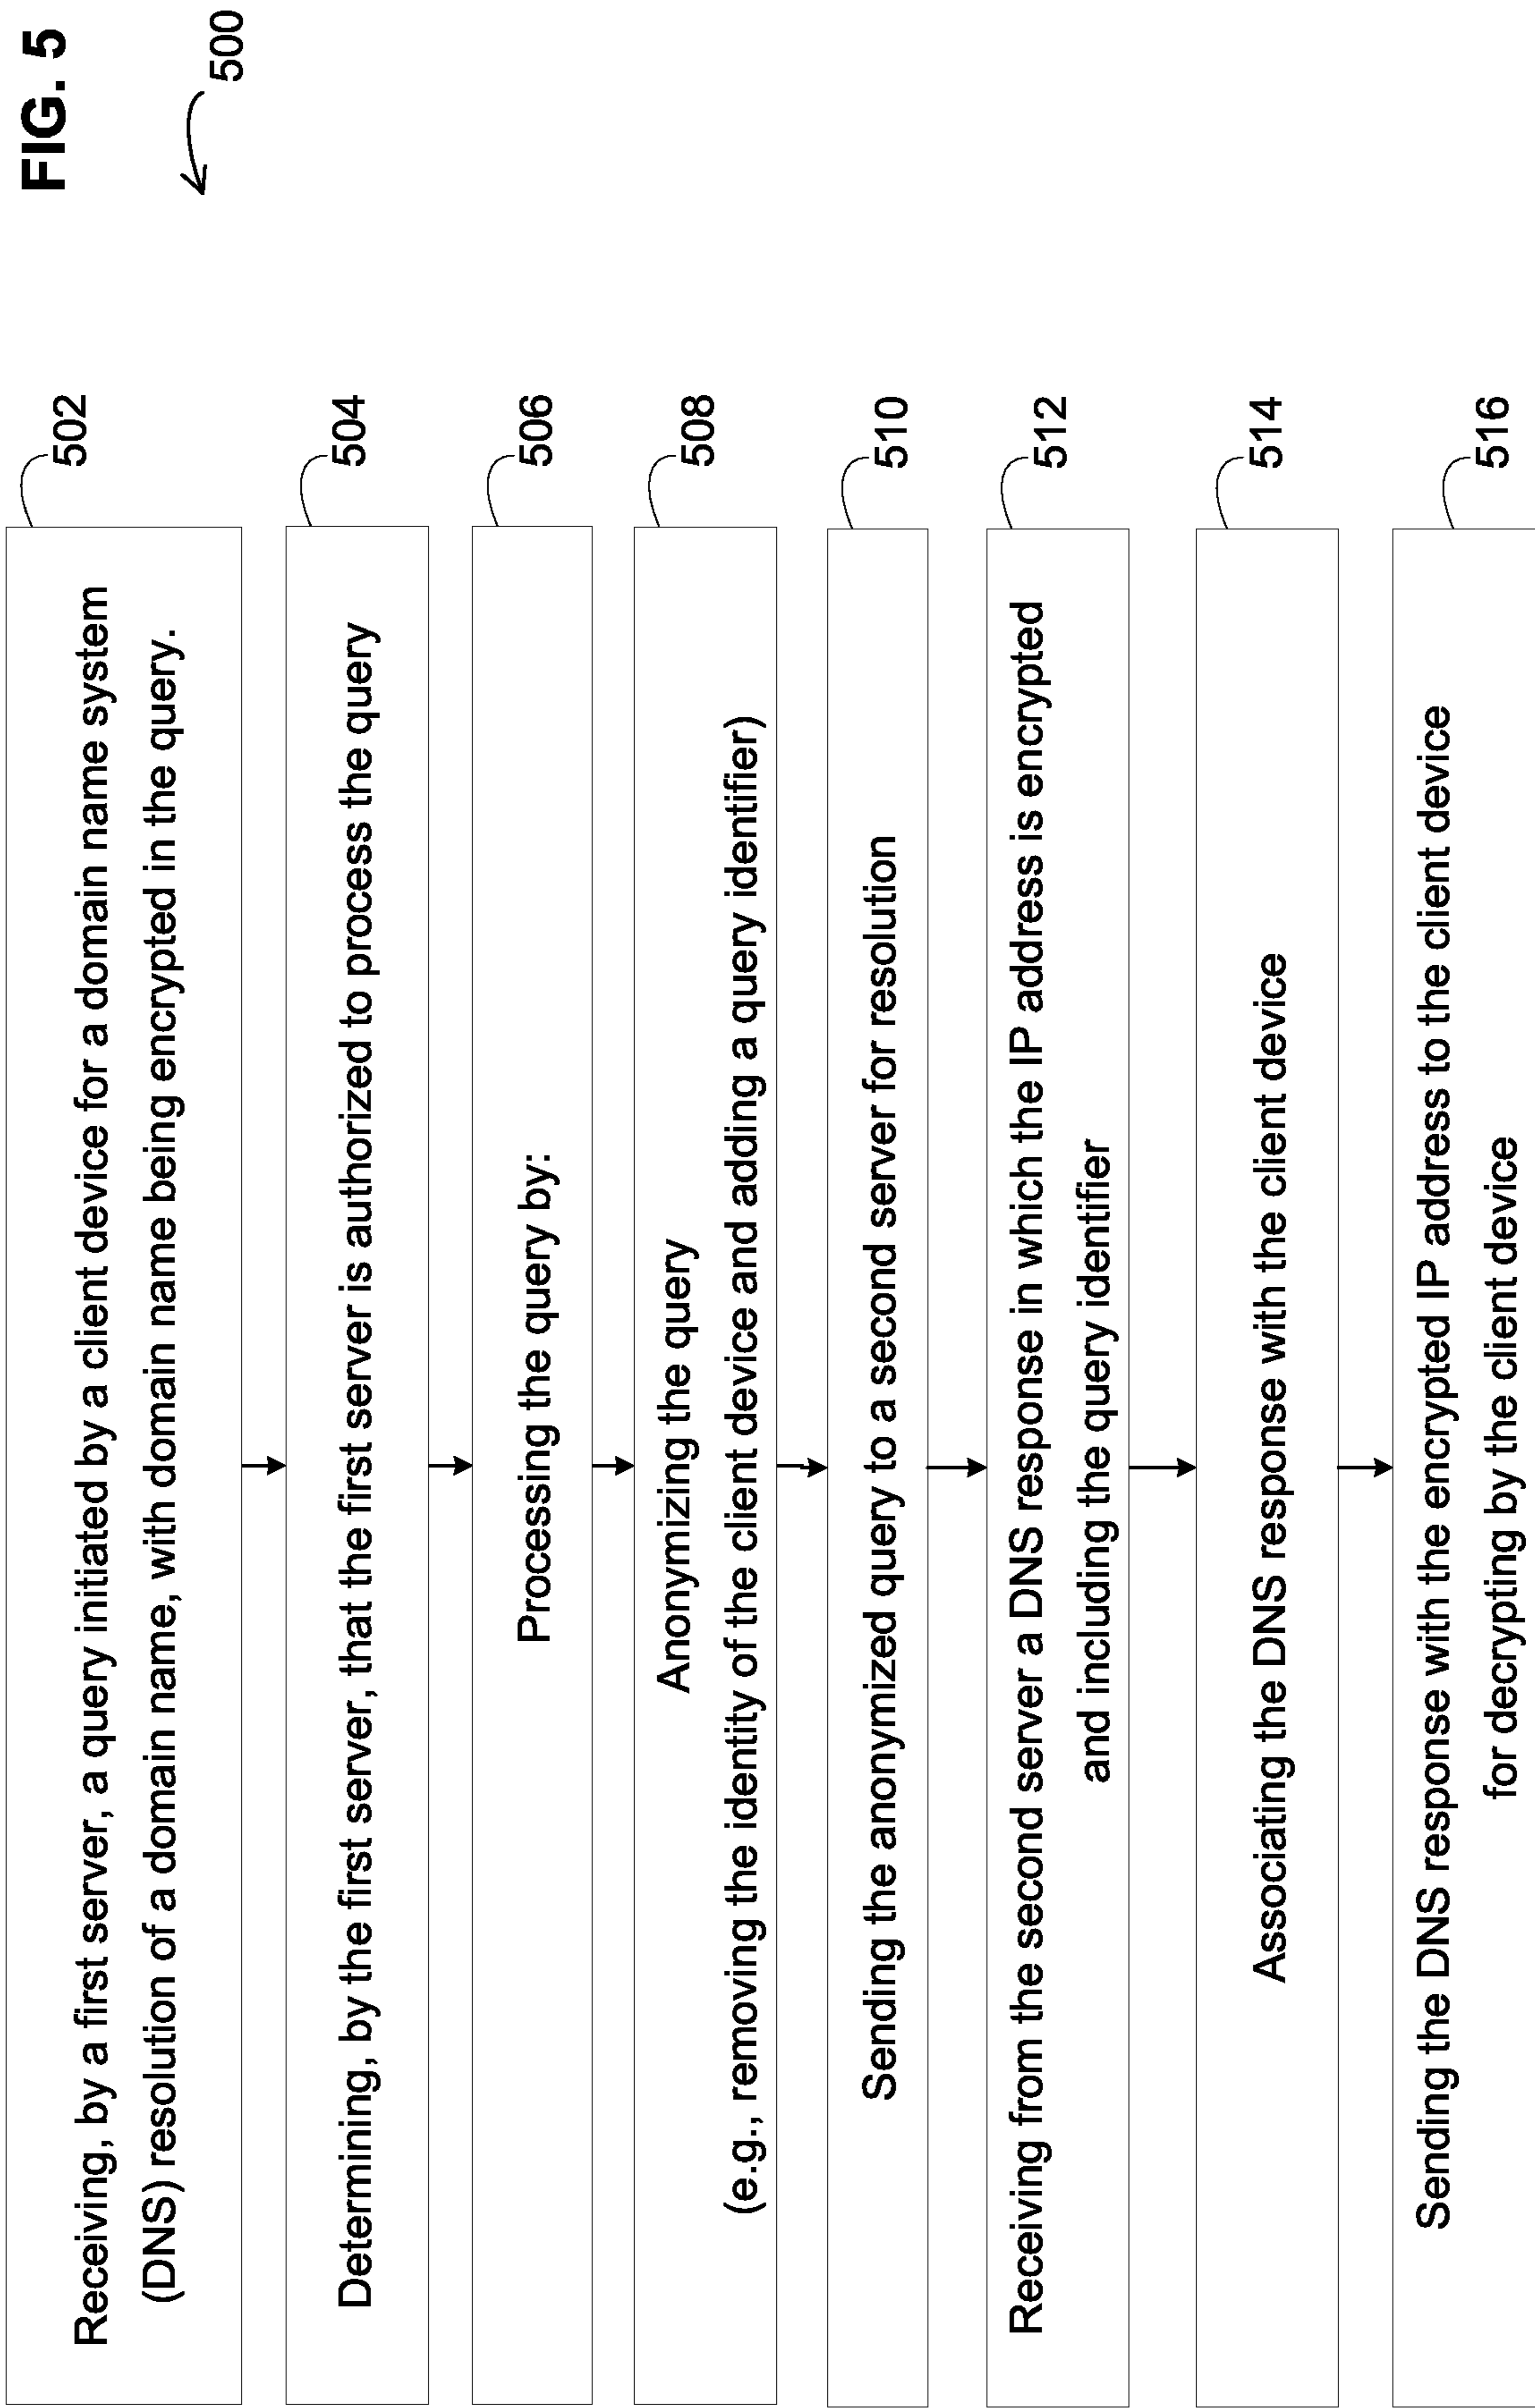 FIG. 5
500
502
Receiving, by a first server, a query initiated by a client device for a domain name system
(DNS) resolution of a domain name, with domain name being encrypted in the query.
504
Determining, by the first server, that the first server is authorized to process the query
506
Processing the query by:
508
Anonymizing the query
(e.g., removing the identity of the client device and adding a query identifier)
510
Sending the anonymized query to a second server for resolution
512
Receiving from the second server a DNS response in which the IP address is encrypted
and including the query identifier
514
Associating the DNS response with the client device
516
Sending the DNS response with the encrypted IP address to the client device
for decrypting by the client device